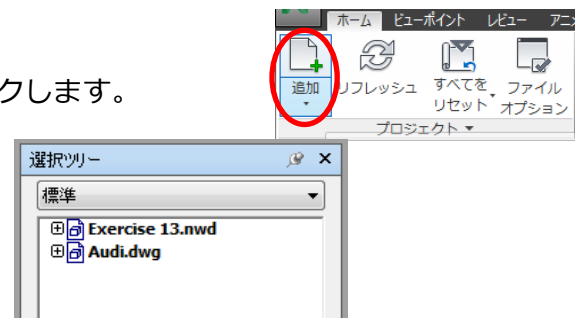 ホーム ビューポイント レビュー アニメ
追加 リフレッシュ すべてを ファイル
リセット オプション
プロジェクト
クします。
選択ツリー
標準
Exercise 13.nwd
Audi.dwg